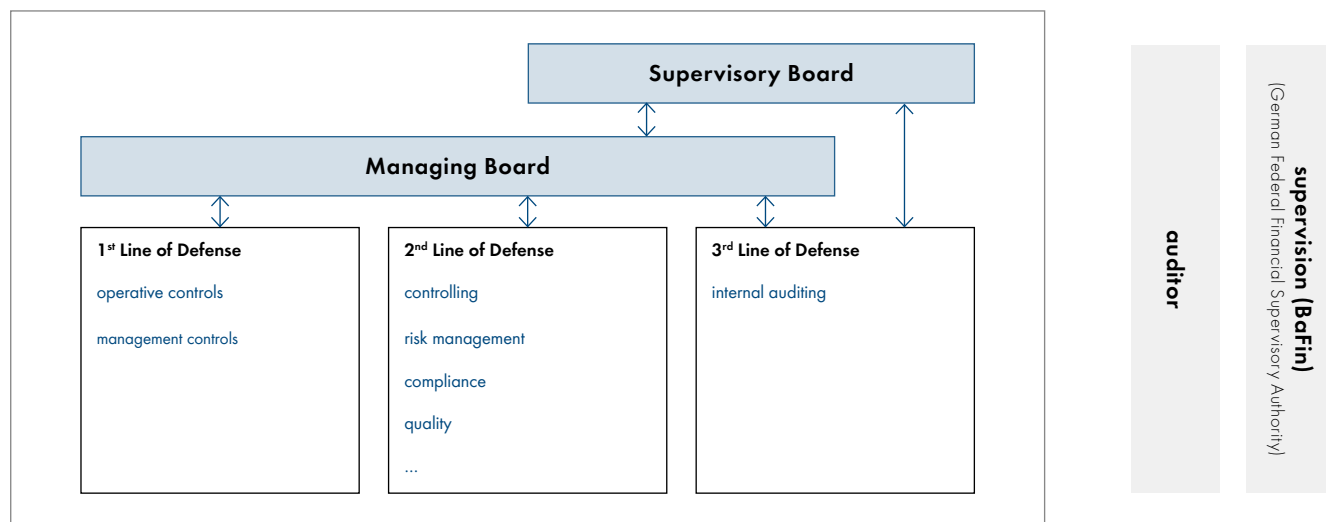 Supervisory Board
Managing Board
1st Line of Defense
operative controls
management controls
2nd Line of Defense
controlling
risk management
compliance
quality
...
3rd Line of Defense
internal auditing
auditor
supervision (BaFin)
(German Federal Financial Supervisory Authority)